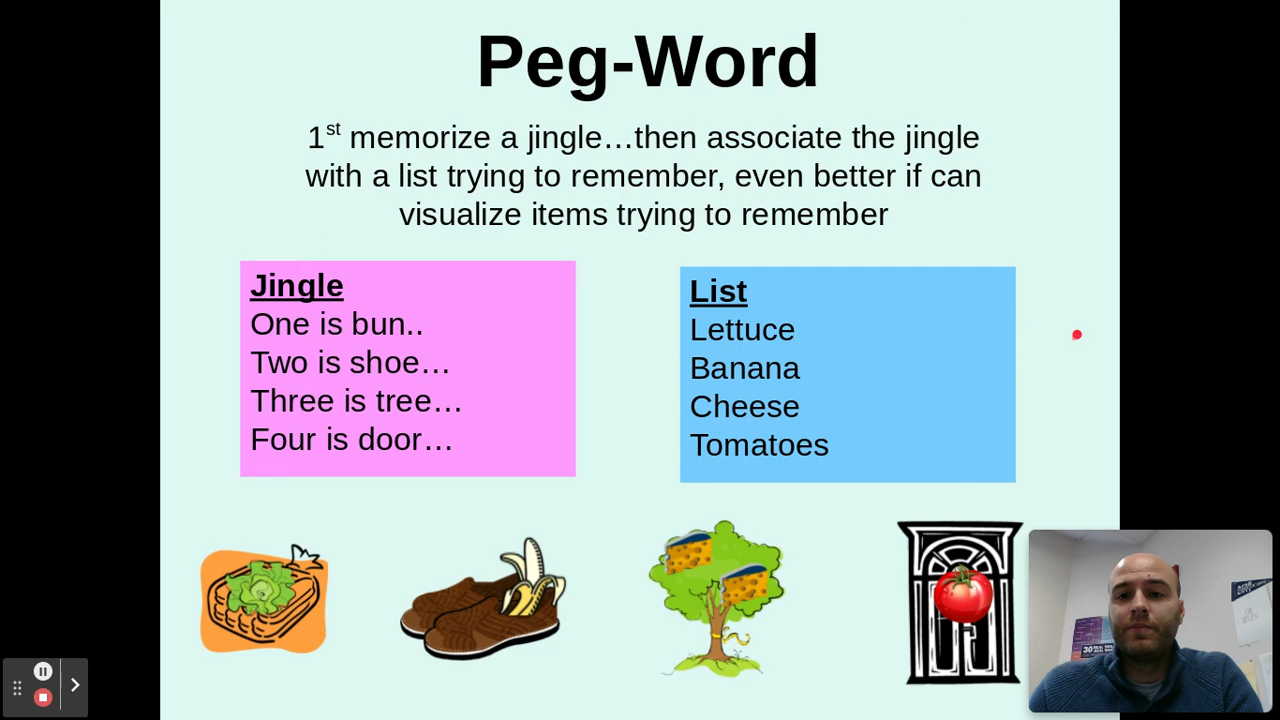 Peg-Word
1st memorize a jingle…then associate the jingle
with a list trying to remember, even better if can
visualize items trying to remember
Jingle
One is bun..
Two is shoe…
Three is tree…
Four is door…
List
Lettuce
Banana
Cheese
Tomatoes
30